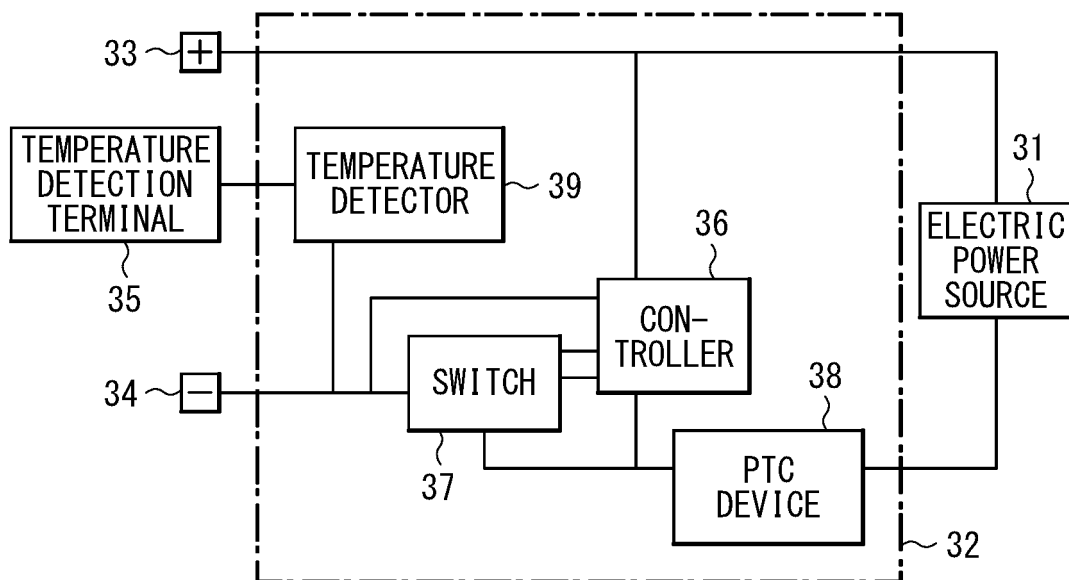 33
+
TEMPERATURE
DETECTION
TERMINAL
35
TEMPERATURE
DETECTOR
39
31
ELECTRIC
POWER
SOURCE
36
CON-
TROLLER
34
−
SWITCH
37
38
PTC
DEVICE
32